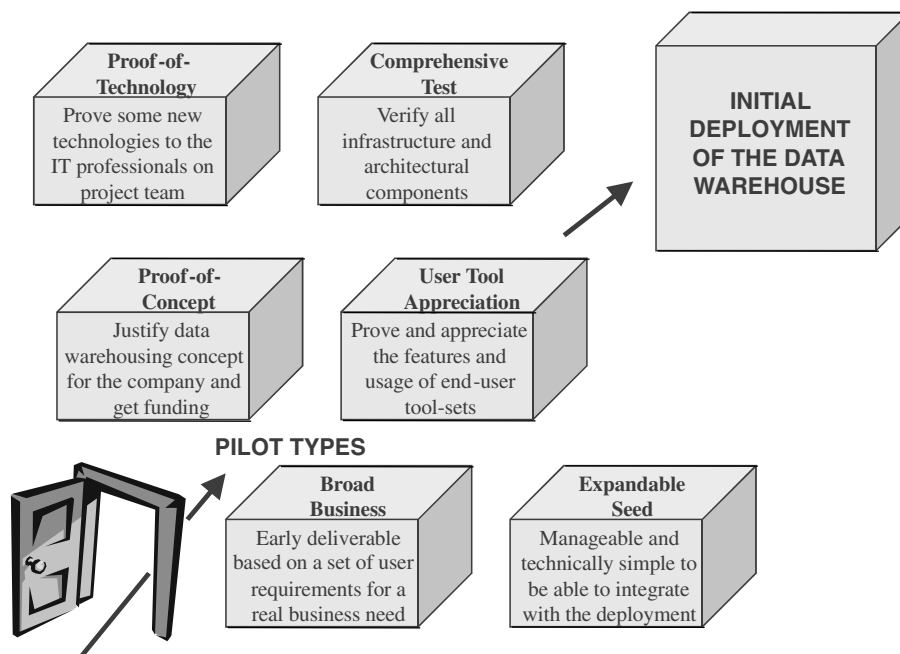 Proof-of-
Technology
Prove some new
technologies to the
IT professionals on
project team
Comprehensive
Test
Verify all
infrastructure and
architectural
components
INITIAL
DEPLOYMENT
OF THE DATA
WAREHOUSE
Proof-of-
Concept
Justify data
warehousing concept
for the company and
get funding
User Tool
Appreciation
Prove and appreciate
the features and
usage of end-user
tool-sets
PILOT TYPES
Broad
Business
Early deliverable
based on a set of user
requirements for a
real business need
Expandable
Seed
Manageable and
technically simple to
be able to integrate
with the deployment